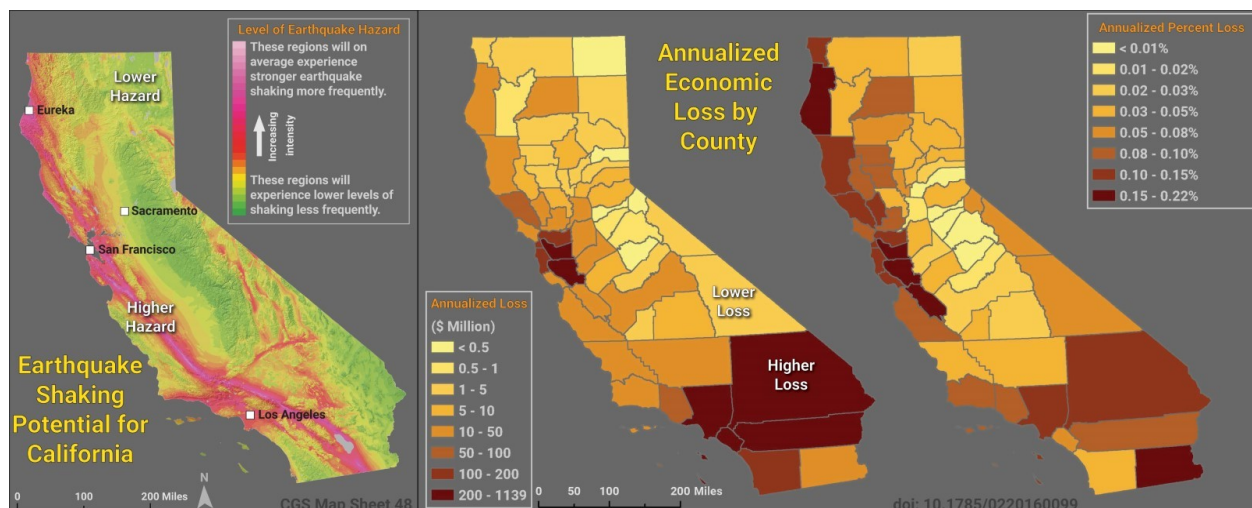 Level of Earthquake Hazard
These regions will on
average experience
stronger earthquake
shaking more frequently.
Increasing
intensity
These regions will
experience lower levels of
shaking less frequently.
Lower
Hazard
Eureka
Sacramento
San Francisco
Higher
Hazard
Los Angeles
Earthquake
Shaking
Potential for
California
N
0 100 200 Miles
CGS Map Sheet 48
Annualized
Economic
Loss by
County
Lower
Loss
Higher
Loss
Annualized Loss
($ Million)
< 0.5
0.5 - 1
1 - 5
5 - 10
10 - 50
50 - 100
100 - 200
200 - 1139
0 50 100 200 Miles
Annualized Percent Loss
< 0.01%
0.01 - 0.02%
0.02 - 0.03%
0.03 - 0.05%
0.05 - 0.08%
0.08 - 0.10%
0.10 - 0.15%
0.15 - 0.22%
doi: 10.1785/0220160099